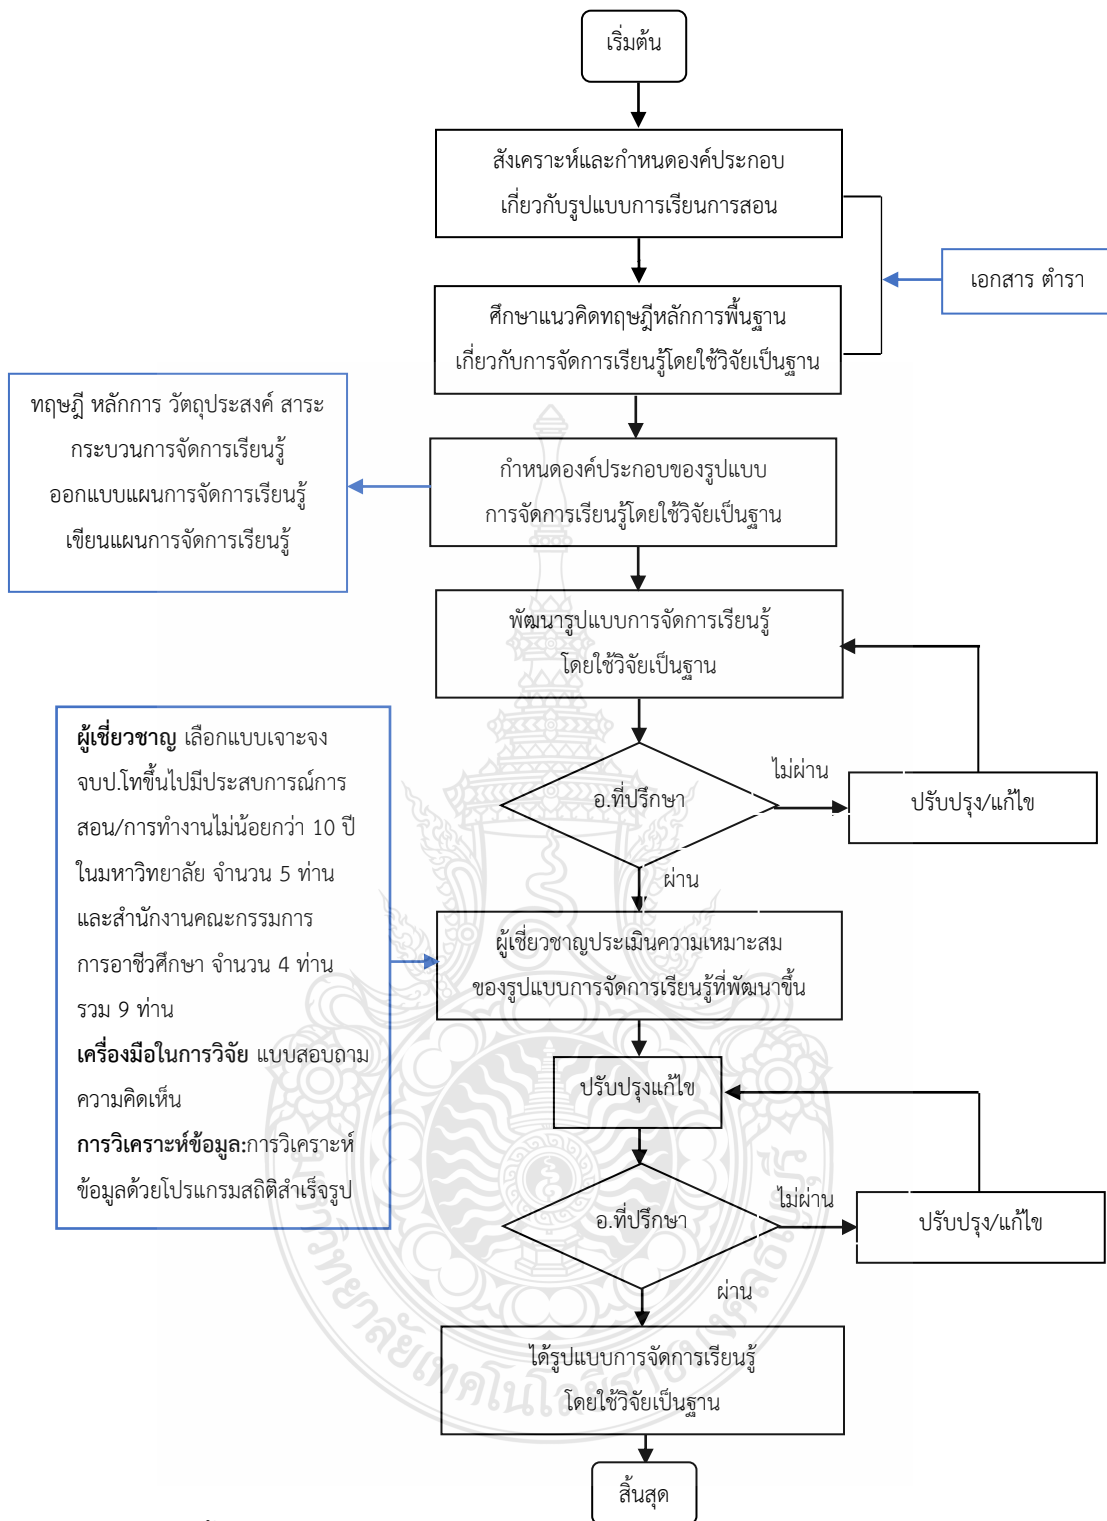 เริ่มต้น
สังเคราะห์และกำหนดองค์ประกอบ
เกี่ยวกับรูปแบบการเรียนการสอน
เอกสาร ตำรา
ศึกษาแนวคิดทฤษฎีหลักการพื้นฐาน
เกี่ยวกับการจัดการเรียนรู้โดยใช้วิจัยเป็นฐาน
ทฤษฎี หลักการ วัตถุประสงค์ สาระ
กระบวนการจัดการเรียนรู้
ออกแบบแผนการจัดการเรียนรู้
เขียนแผนการจัดการเรียนรู้
กำหนดองค์ประกอบของรูปแบบ
การจัดการเรียนรู้โดยใช้วิจัยเป็นฐาน
พัฒนารูปแบบการจัดการเรียนรู้
โดยใช้วิจัยเป็นฐาน
อ.ที่ปรึกษา
ไม่ผ่าน
ปรับปรุง/แก้ไข
ผ่าน
ผู้เชี่ยวชาญ เลือกแบบเจาะจง
จบป.โทขึ้นไปมีประสบการณ์การ
สอน/การทำงานไม่น้อยกว่า 10 ปี
ในมหาวิทยาลัย จำนวน 5 ท่าน
และสำนักงานคณะกรรมการ
การอาชีวศึกษา จำนวน 4 ท่าน
รวม 9 ท่าน
เครื่องมือในการวิจัย แบบสอบถาม
ความคิดเห็น
การวิเคราะห์ข้อมูล:การวิเคราะห์
ข้อมูลด้วยโปรแกรมสถิติสำเร็จรูป
ผู้เชี่ยวชาญประเมินความเหมาะสม
ของรูปแบบการจัดการเรียนรู้ที่พัฒนาขึ้น
ปรับปรุงแก้ไข
อ.ที่ปรึกษา
ไม่ผ่าน
ปรับปรุง/แก้ไข
ผ่าน
ได้รูปแบบการจัดการเรียนรู้
โดยใช้วิจัยเป็นฐาน
สิ้นสุด